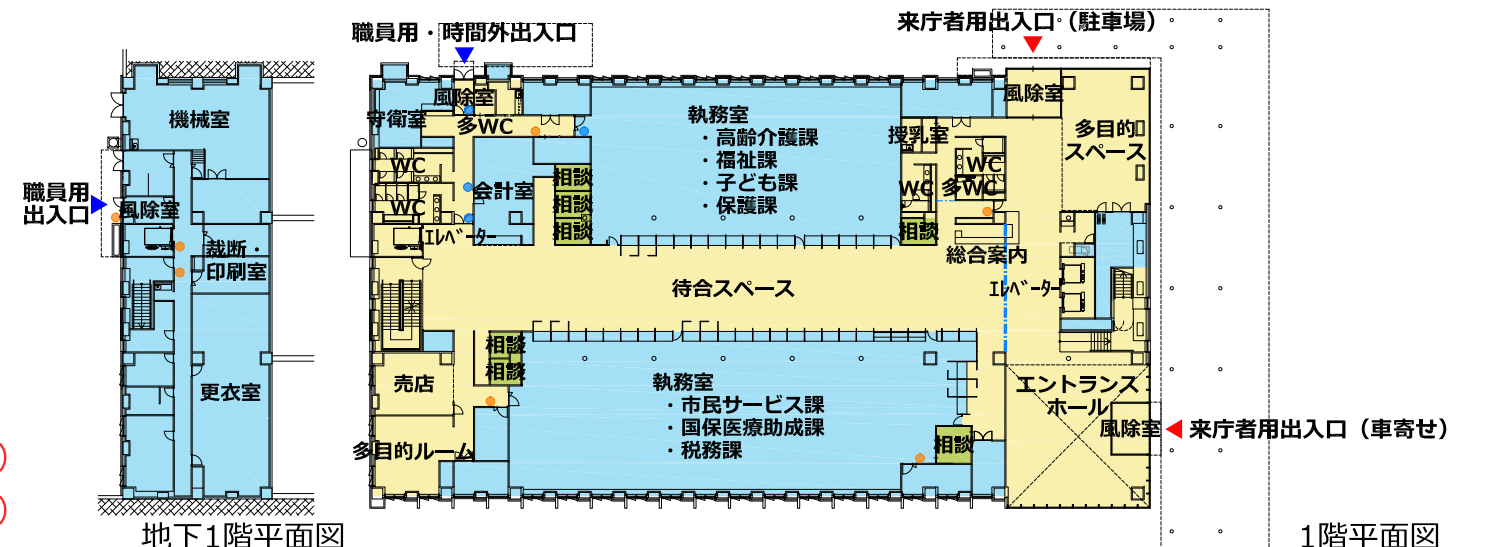 職員用・時間外出入口
来庁者用出入口（駐車場）
機械室
職員用
出入口
風除室
裁断・
印刷室
更衣室
地下1階平面図
守衛室
風除室
多WC
WC
WC
会計室
ｴﾚﾍﾞｰﾀｰ
相談
相談
相談
執務室
・高齢介護課
・福祉課
・子ども課
・保護課
授乳室
WC
WC
多WC
相談
総合案内
風除室
多目的
スペース
ｴﾚﾍﾞｰﾀｰ
待合スペース
相談
相談
売店
多目的ルーム
執務室
・市民サービス課
・国保医療助成課
・税務課
相談
エントランス
ホール
風除室
来庁者用出入口（車寄せ）
1階平面図